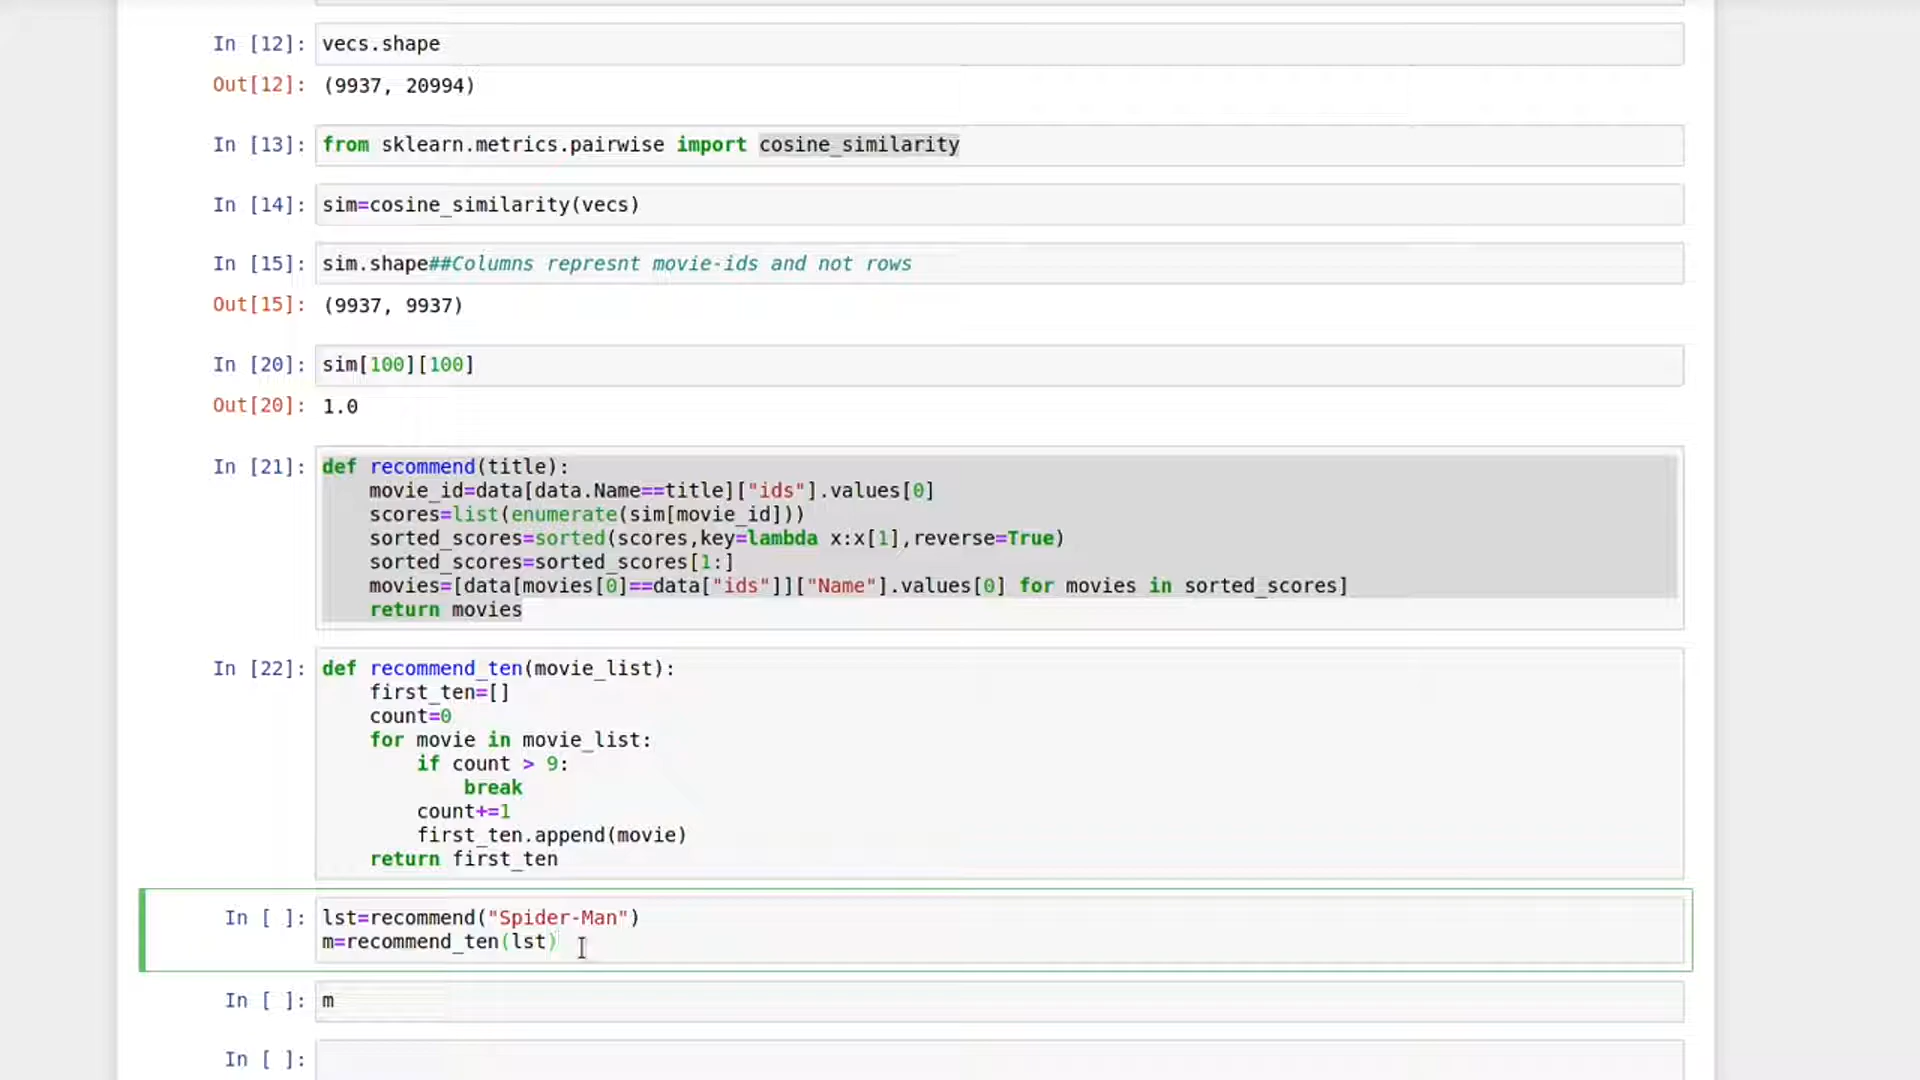 In [12]: vecs.shape
Out[12]: (9937, 20994)
In [13]: from sklearn.metrics.pairwise import cosine_similarity
In [14]: sim=cosine_similarity(vecs)
In [15]: sim.shape##Columns represnt movie-ids and not rows
Out[15]: (9937, 9937)
In [20]: sim[100][100]
Out[20]: 1.0
In [21]: def recommend(title):
    movie_id=data[data.Name==title]["ids"].values[0]
    scores=list(enumerate(sim[movie_id]))
    sorted_scores=sorted(scores,key=lambda x:x[1],reverse=True)
    sorted_scores=sorted_scores[1:]
    movies=[data[movies[0]==data["ids"]]["Name"].values[0] for movies in sorted_scores]
    return movies
In [22]: def recommend_ten(movie_list):
    first_ten=[]
    count=0
    for movie in movie_list:
        if count > 9:
            break
        count+=1
        first_ten.append(movie)
    return first_ten
In [ ]: lst=recommend("Spider-Man")
m=recommend_ten(lst)
In [ ]: m
In [ ]: